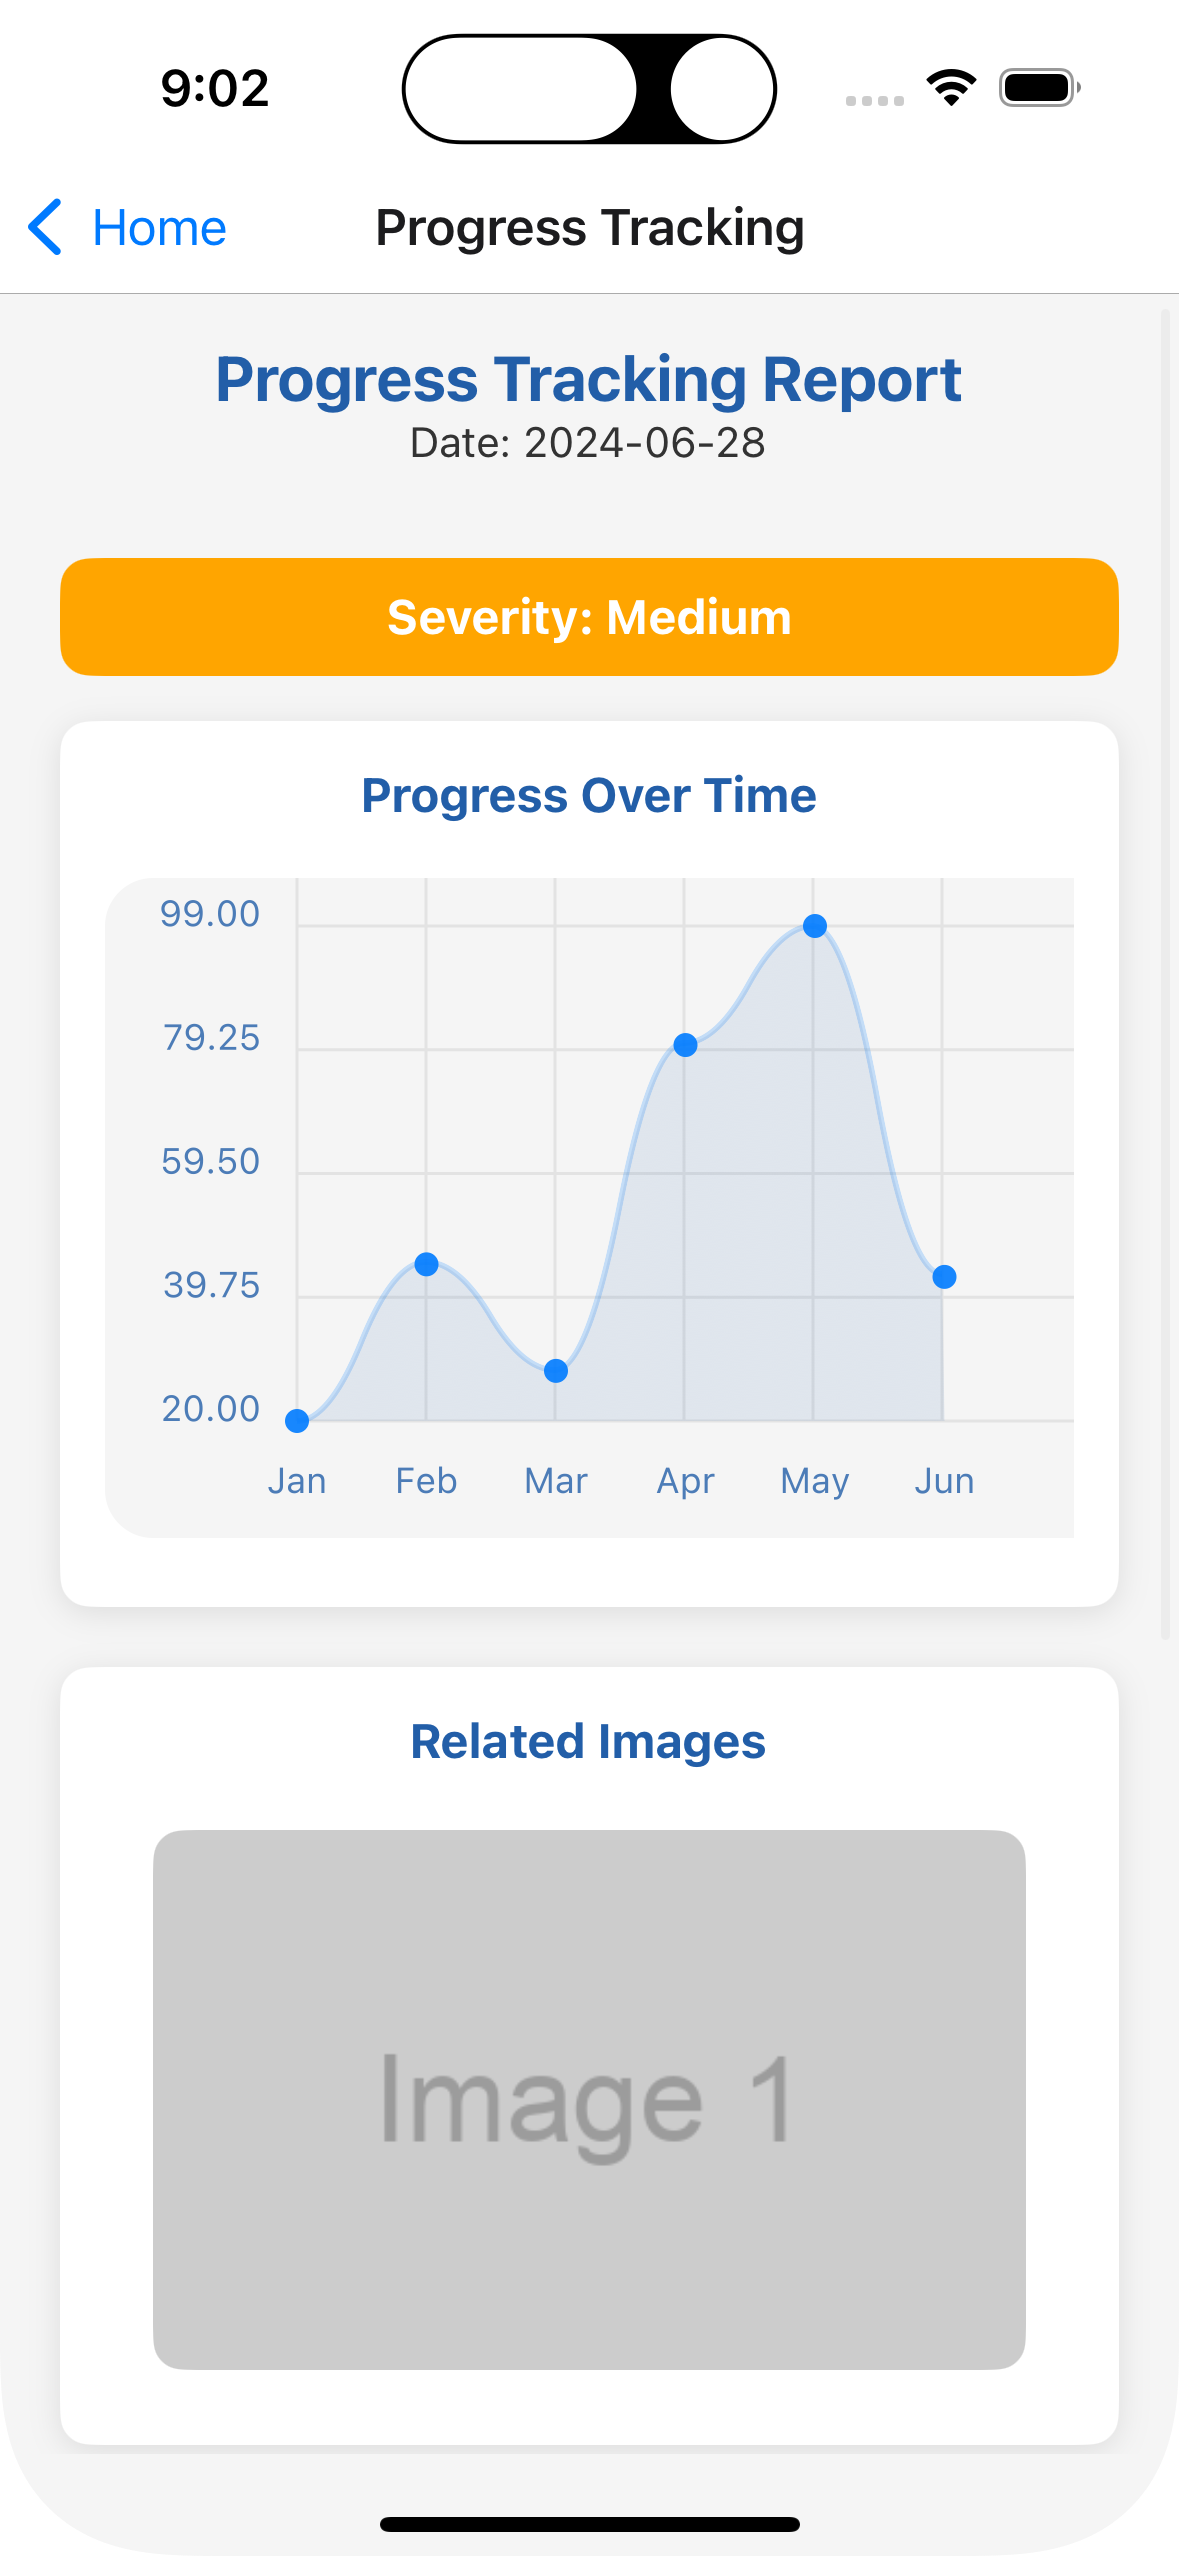 9:02
Home
Progress Tracking
Progress Tracking Report
Date: 2024-06-28
Severity: Medium
Progress Over Time
99.00
79.25
59.50
39.75
20.00
Jan Feb Mar Apr May Jun
Related Images
Image 1